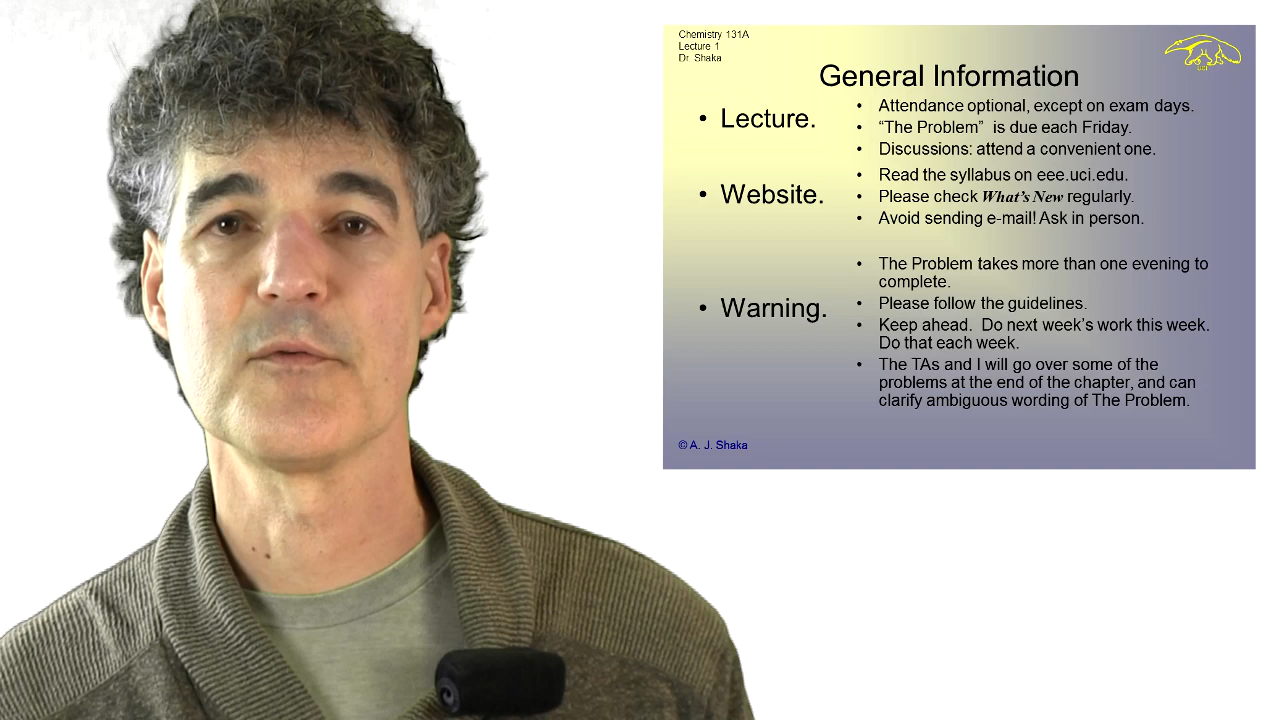 Chemistry 131A
Lecture 1
Dr. Shaka
UCI
General Information
• Lecture.
• Attendance optional, except on exam days.
• “The Problem” is due each Friday.
• Discussions: attend a convenient one.
• Website.
• Read the syllabus on eee.uci.edu.
• Please check What’s New regularly.
• Avoid sending e-mail! Ask in person.
• Warning.
• The Problem takes more than one evening to
complete.
• Please follow the guidelines.
• Keep ahead. Do next week’s work this week.
Do that each week.
• The TAs and I will go over some of the
problems at the end of the chapter, and can
clarify ambiguous wording of The Problem.
© A. J. Shaka